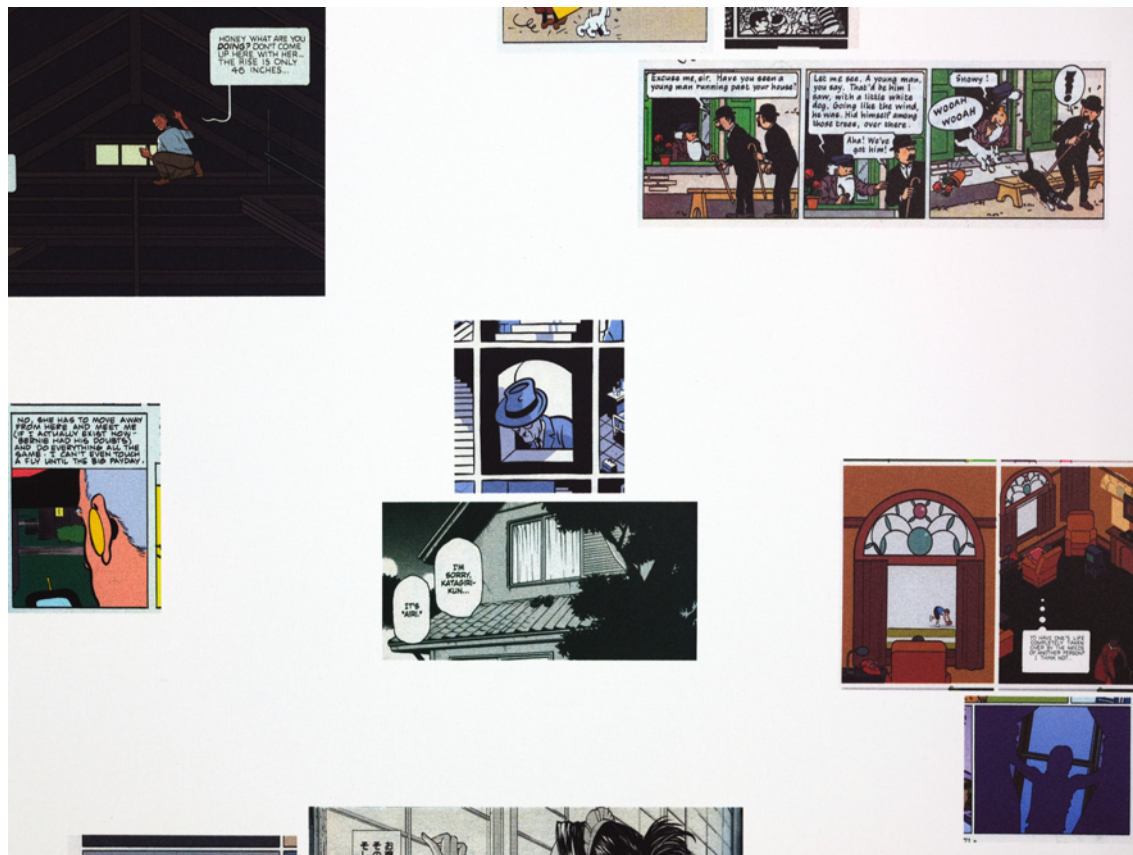 HONEY WHAT ARE YOU
DOING? DON'T COME
UP HERE WITH HER...
THE RISE IS ONLY
46 INCHES...
Excuse me, sir. Have you seen a
young man running past your house?
Let me see. A young man,
you say. That'd be him I
saw, with a little white
dog. Going like the wind,
he was. Hid himself among
those trees, over there.
Aha! We've
got him!
Snowy!
WOOAH
WOOAH
!
NO, SHE HAS TO MOVE AWAY
FROM HERE AND MEET ME
(IF I ACTUALLY EXIST NOW -
BERNIE HAD HIS DOUBTS)
AND DO EVERYTHING ALL THE
SAME. I CAN'T EVEN TOUCH
A FLY UNTIL THE BIG PAYDAY.
I'M
SORRY,
KATAGIRI-
KUN...
IT'S
"AIRI."
TO HAVE ONE'S LIFE
COMPLETELY TAKEN
OVER BY THE NEEDS
OF ANOTHER PERSON?
I THINK NOT...